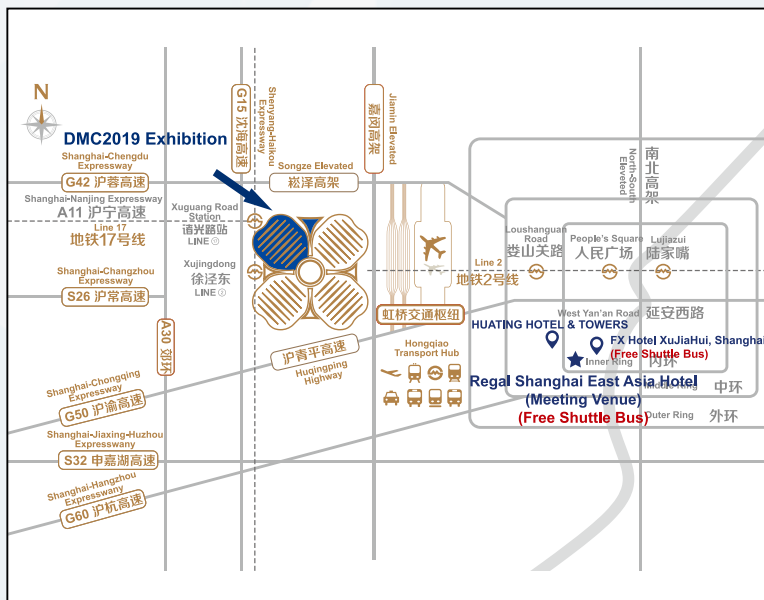 N
DMC2019 Exhibition
Shanghai-Chengdu
Expressway
G42 沪蓉高速
Shanghai-Nanjing Expressway
A11 沪宁高速
Line 17
地铁17号线
Shanghai-Changzhou
Expressway
S26 沪常高速
A30 郊环
Shanghai-Chongqing
Expressway
G50 沪渝高速
Shanghai-Jiaxing-Huzhou
Expresswany
S32 申嘉湖高速
Shanghai-Hangzhou
Expresswany
G60 沪杭高速
G15 沈海高速
Shenyang-Haikou
Expressway
Xuguang Road
Station
诸光路站
LINE ⑰
Xujingdong
徐泾东
LINE ②
Songze Elevated
崧泽高架
嘉闵高架
Jiamin Elevated
沪青平高速
Huqingping
Highway
虹桥交通枢纽
Hongqiao
Transport Hub
Line 2
地铁2号线
Loushanguan
Road
娄山关路
People's Square
人民广场
Lujiazui
陆家嘴
North-South
Eleveted
南北高架
West Yan'an Road
延安西路
HUATING HOTEL & TOWERS
FX Hotel XuJiaHui, Shanghai
(Free Shuttle Bus)
Inner Ring
内环
Regal Shanghai East Asia Hotel
(Meeting Venue)
(Free Shuttle Bus)
Middle Ring
中环
Outer Ring
外环